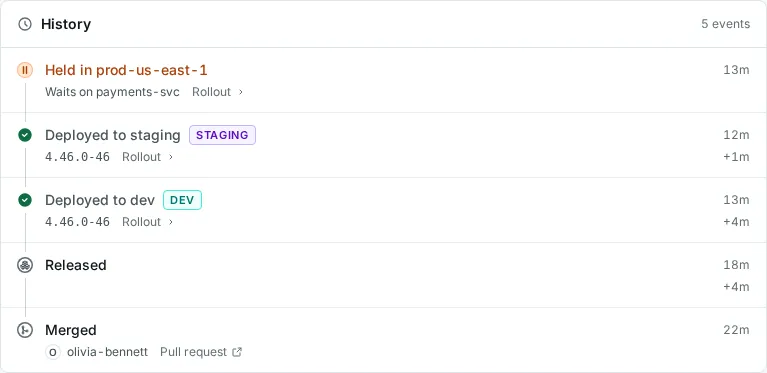 History 5 events
Held in prod-us-east-1 13m
Waits on payments-svc Rollout ›
Deployed to staging STAGING 12m
4.46.0-46 Rollout › +1m
Deployed to dev DEV 13m
4.46.0-46 Rollout › +4m
Released 18m
+4m
Merged 22m
O olivia-bennett Pull request